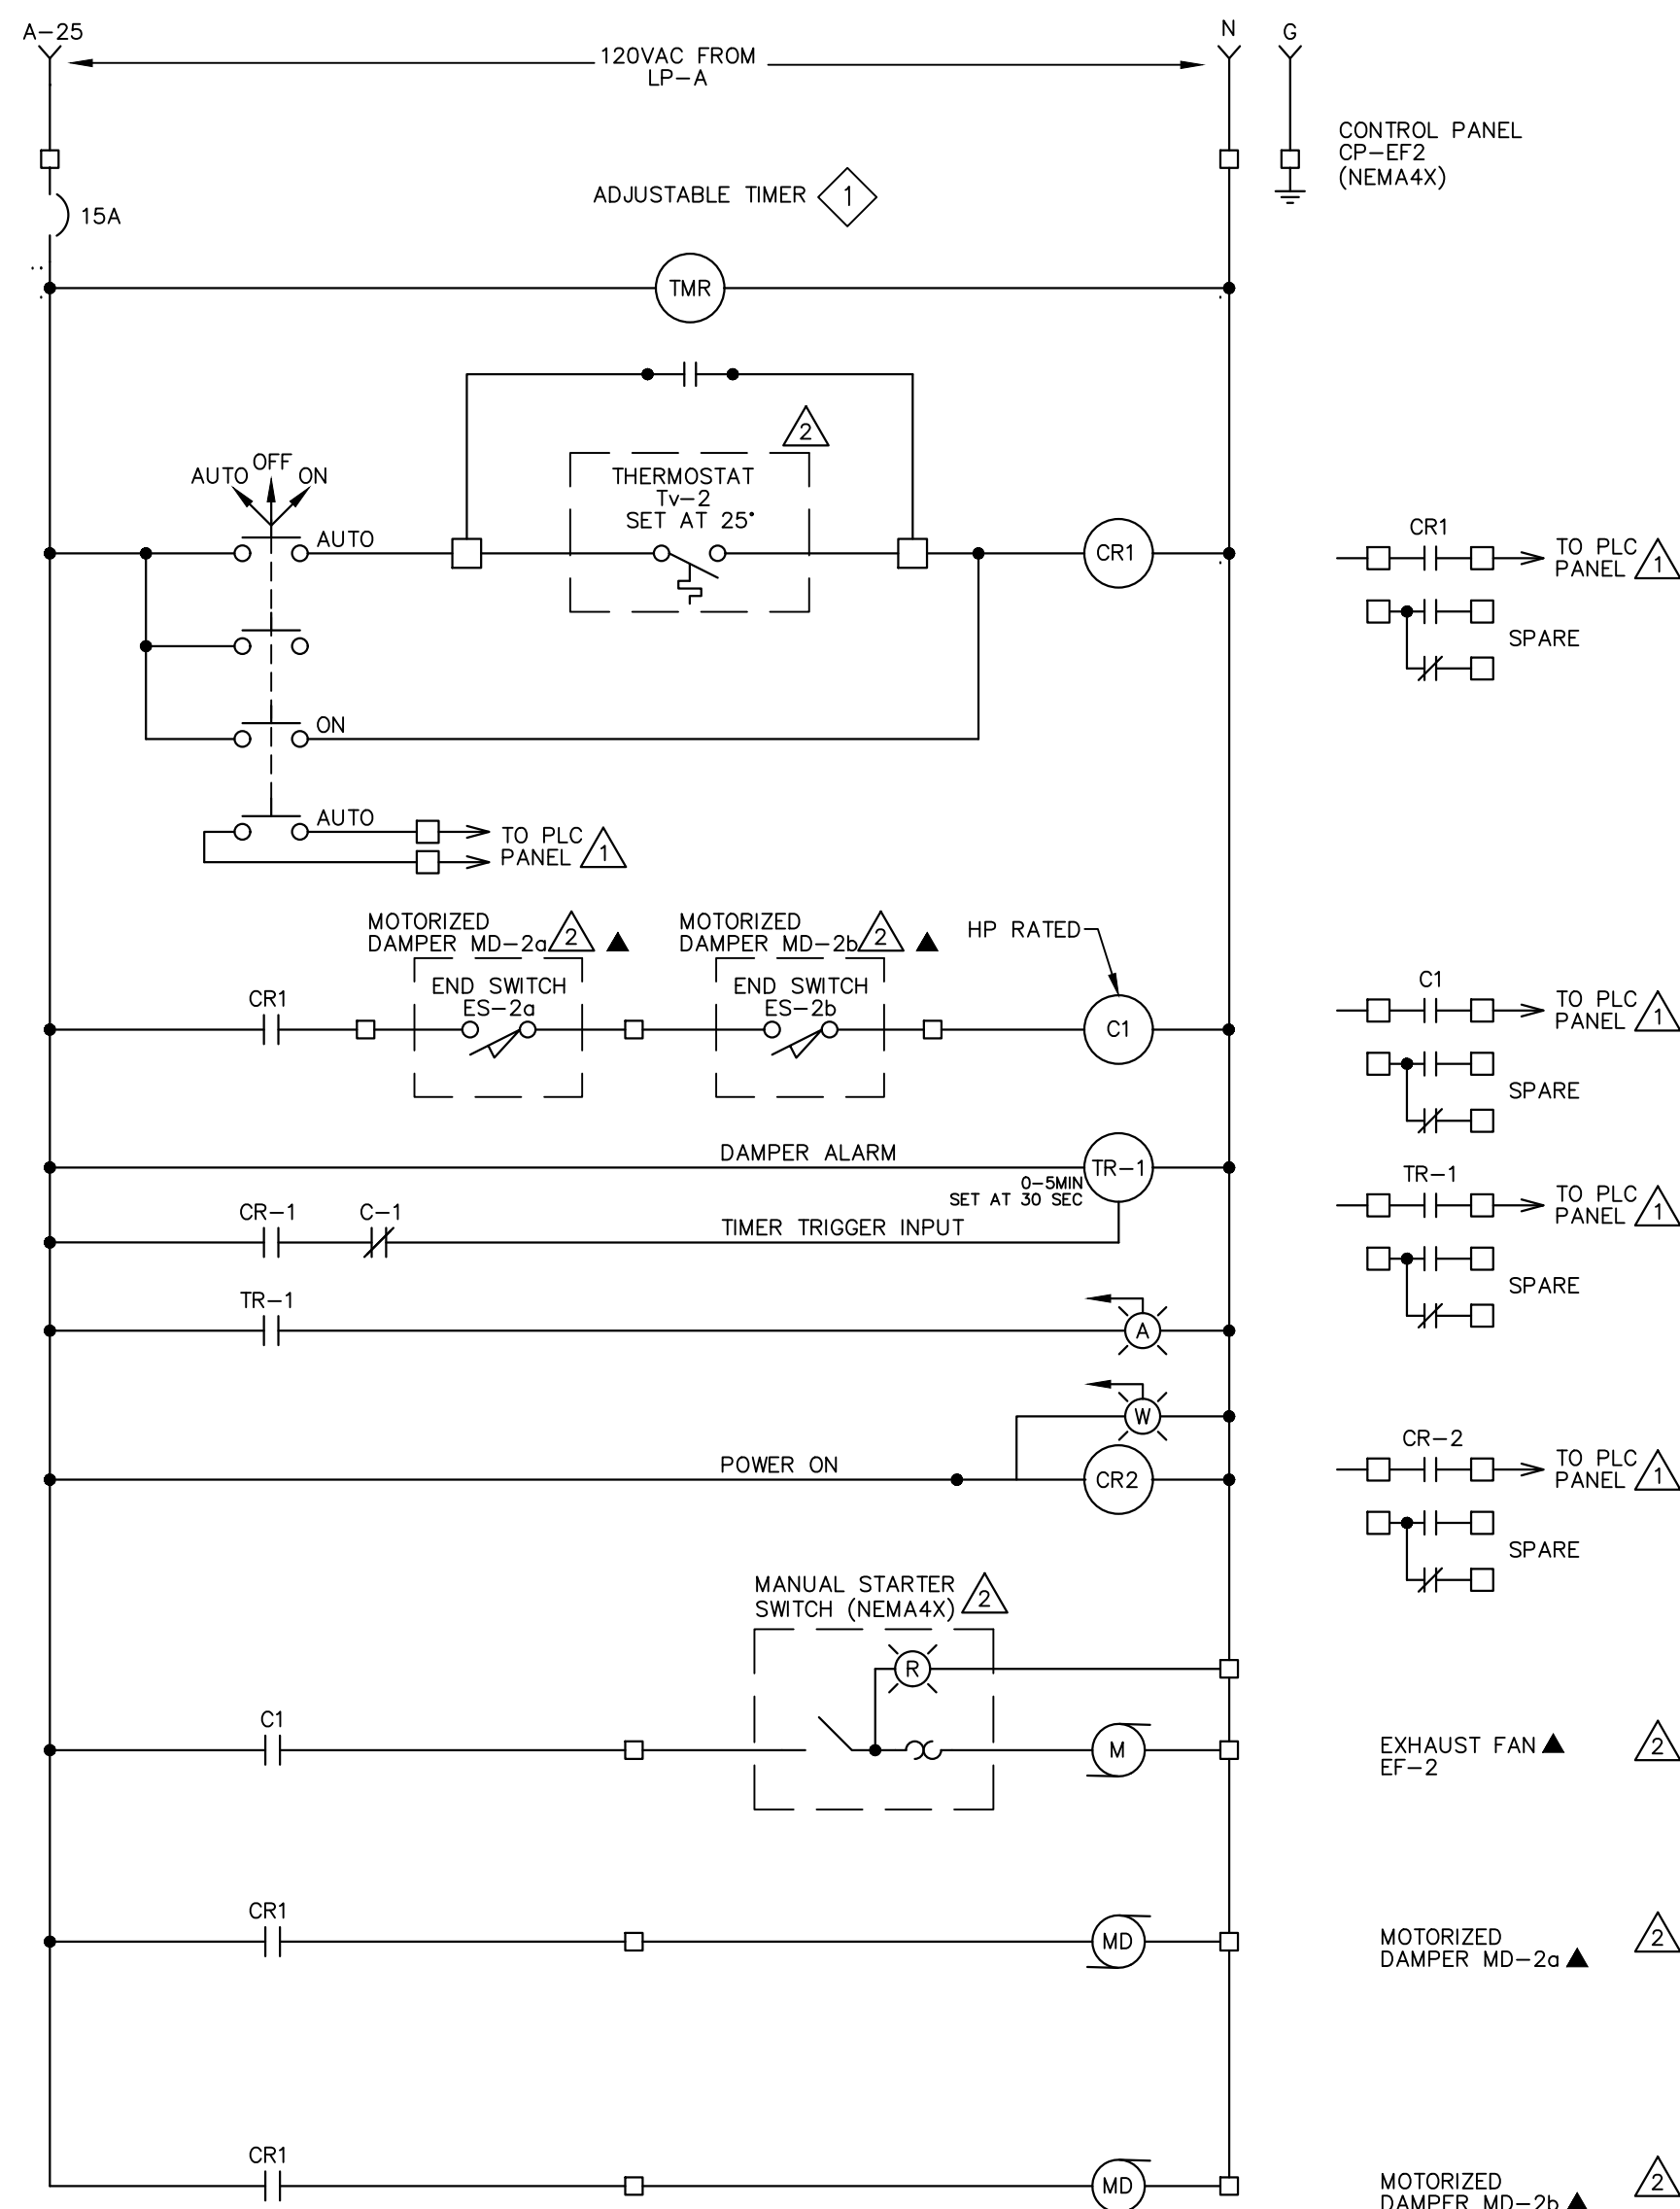 A-25
N
G
120VAC FROM
LP-A
CONTROL PANEL
CP-EF2
(NEMA4X)
ADJUSTABLE TIMER 1
15A
TMR
2
THERMOSTAT
Tv-2
SET AT 25°
AUTO OFF ON
AUTO
CR1
CR1
TO PLC
PANEL 1
SPARE
ON
AUTO
TO PLC
PANEL 1
MOTORIZED
DAMPER MD-2a 2
MOTORIZED
DAMPER MD-2b 2
HP RATED
END SWITCH
ES-2a
END SWITCH
ES-2b
CR1
C1
C1
TO PLC
PANEL 1
SPARE
DAMPER ALARM
TR-1
0-5MIN
SET AT 30 SEC
TR-1
TO PLC
PANEL 1
SPARE
CR-1
C-1
TIMER TRIGGER INPUT
TR-1
A
W
POWER ON
CR2
CR-2
TO PLC
PANEL 1
SPARE
MANUAL STARTER
SWITCH (NEMA4X) 2
R
C1
M
EXHAUST FAN
EF-2
2
CR1
MD
MOTORIZED
DAMPER MD-2a
2
CR1
MD
MOTORIZED
DAMPER MD-2b
2